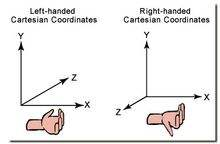 Left-handed
Cartesian Coordinates
Right-handed
Cartesian Coordinates
Y
Z
X
Y
X
Z